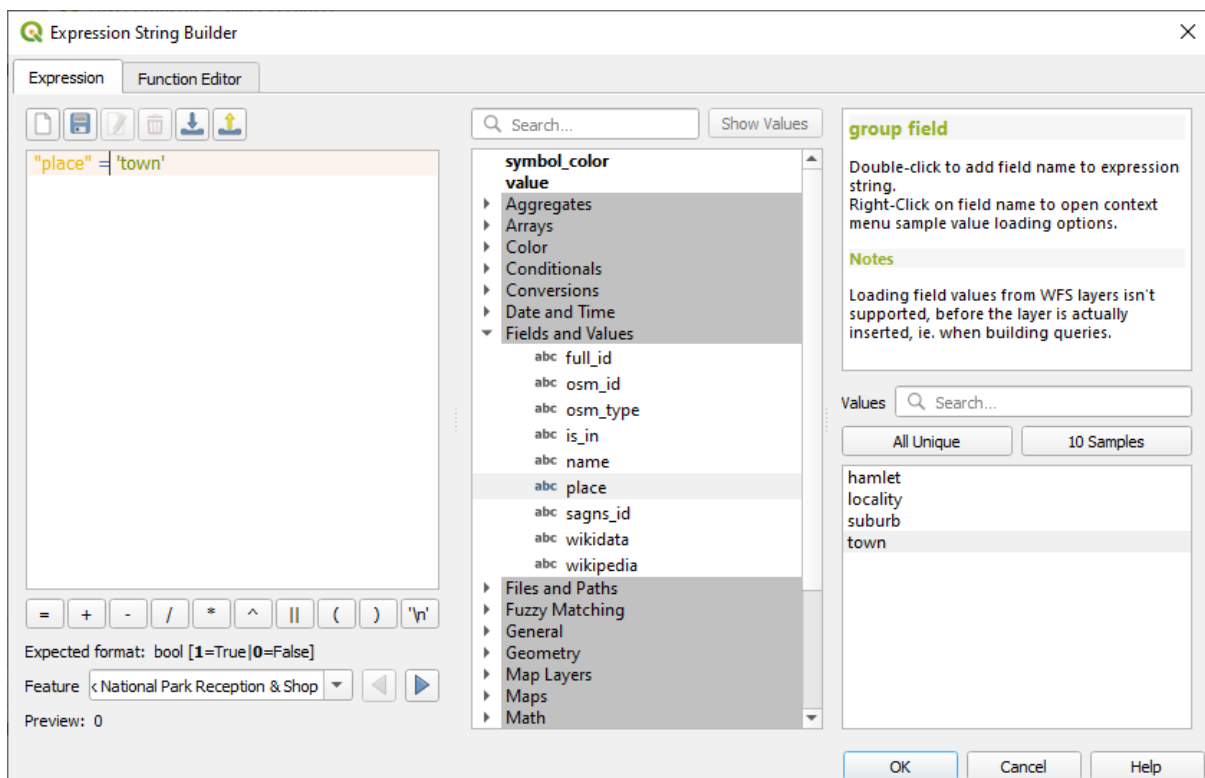 Expression String Builder
Expression
Function Editor
"place" = 'town'
= + - / * ^ || ( ) '\n'
Expected format: bool [1=True|0=False]
Feature
National Park Reception & Shop
Preview: 0
Search...
Show Values
symbol_color
value
Aggregates
Arrays
Color
Conditionals
Conversions
Date and Time
Fields and Values
abc full_id
abc osm_id
abc osm_type
abc is_in
abc name
abc place
abc sagns_id
abc wikidata
abc wikipedia
Files and Paths
Fuzzy Matching
General
Geometry
Map Layers
Maps
Math
group field
Double-click to add field name to expression
string.
Right-Click on field name to open context
menu sample value loading options.
Notes
Loading field values from WFS layers isn't
supported, before the layer is actually
inserted, ie. when building queries.
Values
Search...
All Unique
10 Samples
hamlet
locality
suburb
town
OK
Cancel
Help